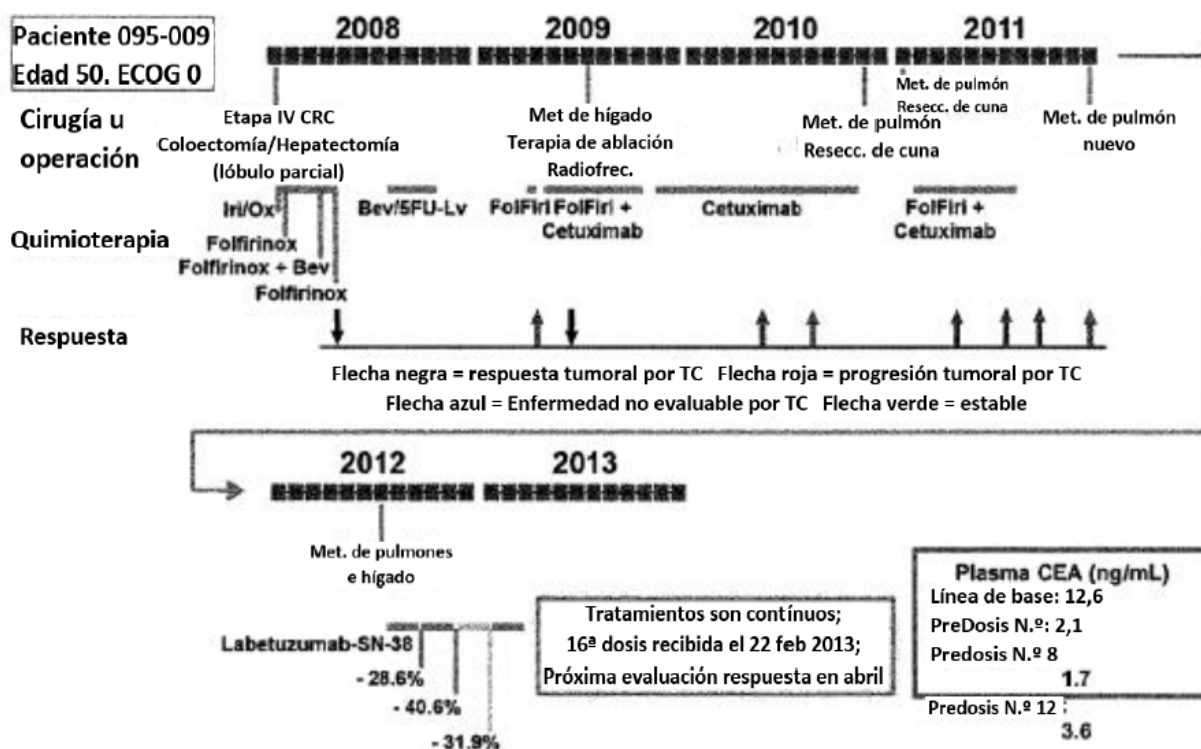 Paciente 095-009
Edad 50. ECOG 0
2008
2009
2010
2011
Cirugía u
operación
Etapa IV CRC
Coloectomía/Hepatectomía
(lóbulo parcial)
Met de hígado
Terapia de ablación
Radiofrec.
Met. de pulmón
Resecc. de cuna
Met. de pulmón
Resecc. de cuna
Met. de pulmón
nuevo
Quimioterapia
Iri/Ox
Folfirinox
Folfirinox + Bev
Folfirinox
Bev/5FU-Lv
FolFiri
FolFiri +
Cetuximab
Cetuximab
FolFiri +
Cetuximab
Respuesta
Flecha negra = respuesta tumoral por TC Flecha roja = progresión tumoral por TC
Flecha azul = Enfermedad no evaluable por TC Flecha verde = estable
2012
2013
Met. de pulmones
e hígado
Labetuzumab-SN-38
- 28.6%
- 40.6%
- 31.9%
Tratamientos son contínuos;
16ª dosis recibida el 22 feb 2013;
Próxima evaluación respuesta en abril
Plasma CEA (ng/mL)
Línea de base: 12,6
PreDosis N.º: 2,1
Predosis N.º 8
1.7
Predosis N.º 12 :
3.6